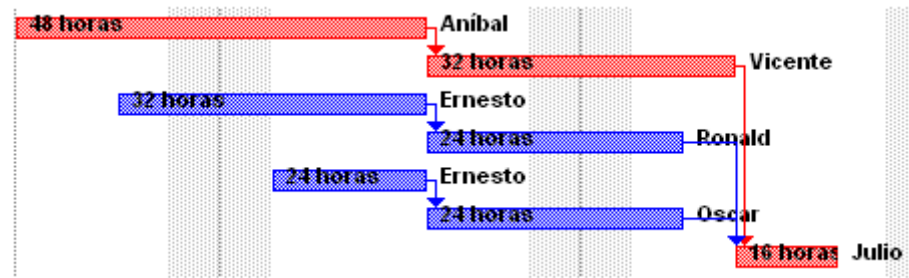 48 horas Aníbal
32 horas Vicente
32 horas Ernesto
24 horas Ronald
24 horas Ernesto
24 horas Oscar
16 horas Julio